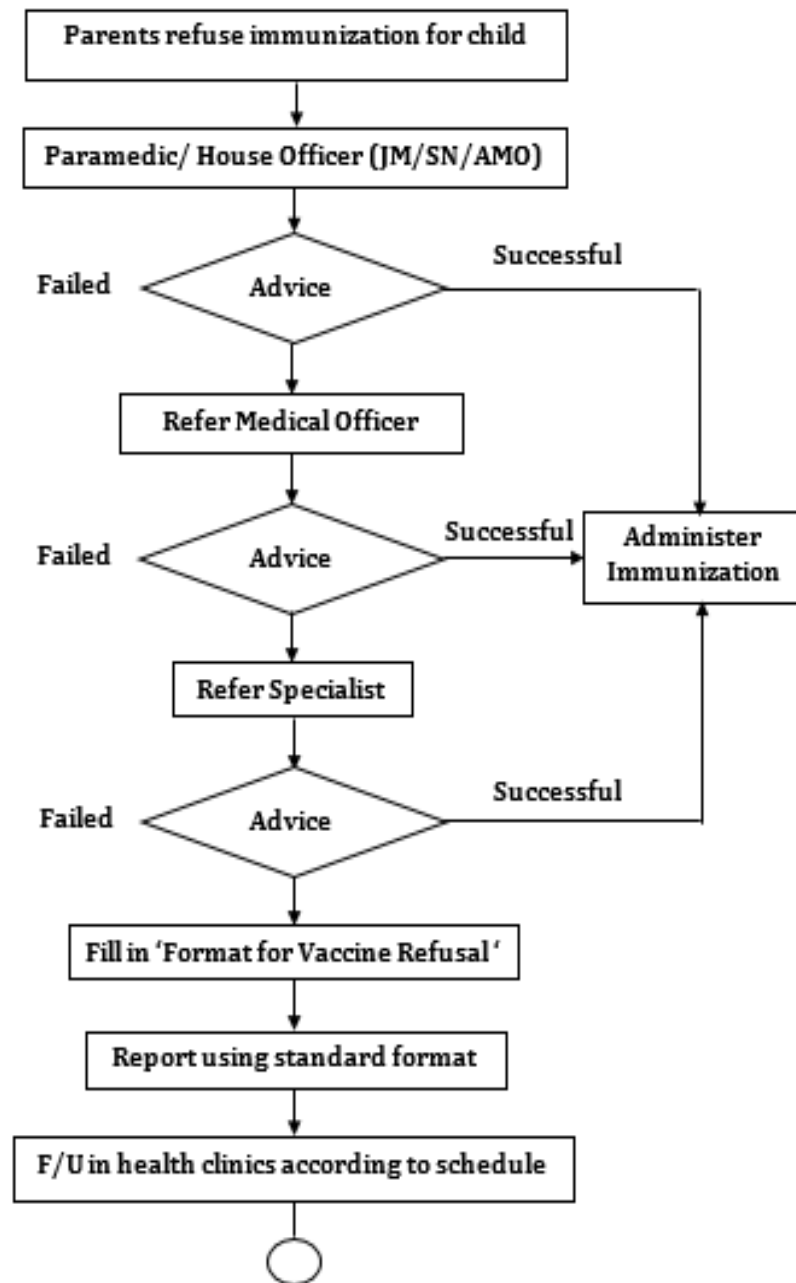 Parents refuse immunization for child
Paramedic/ House Officer (JM/SN/AMO)
Successful
Failed
Advice
Refer Medical Officer
Successful
Failed
Advice
Administer
Immunization
Refer Specialist
Successful
Failed
Advice
Fill in ‘Format for Vaccine Refusal ‘
Report using standard format
F/U in health clinics according to schedule